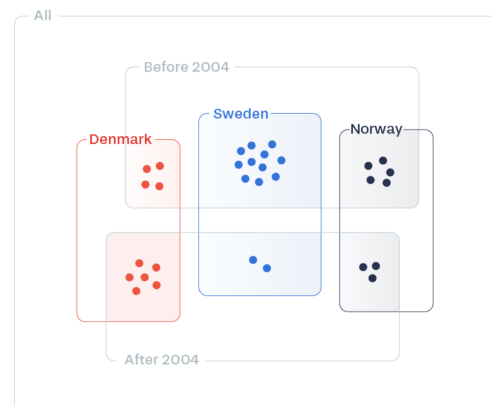 All
Before 2004
Sweden
Norway
Denmark
After 2004